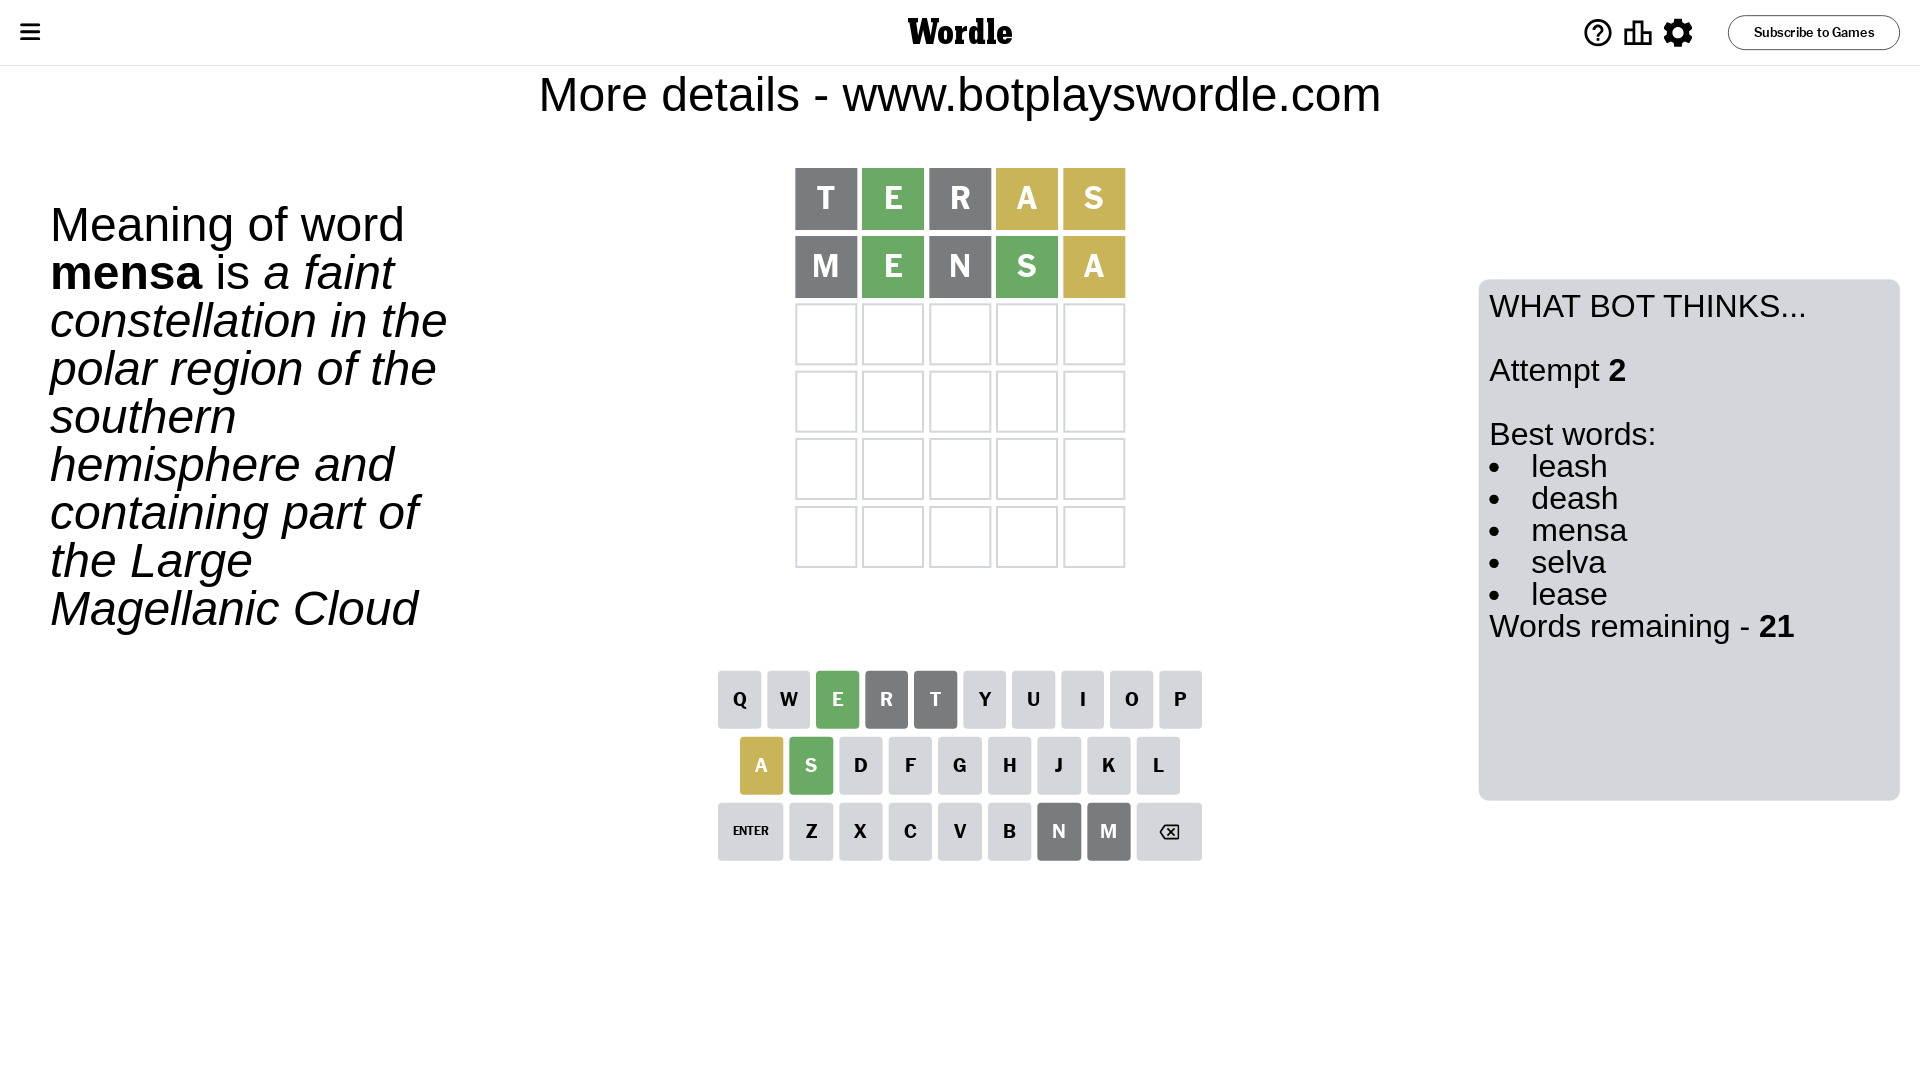 Wordle
Subscribe to Games
More details - www.botplayswordle.com
Meaning of word
mensa is a faint
constellation in the
polar region of the
southern
hemisphere and
containing part of
the Large
Magellanic Cloud
T E R A S
M E N S A
WHAT BOT THINKS...
Attempt 2
Best words:
• leash
• deash
• mensa
• selva
• lease
Words remaining - 21
Q W E R T Y U I O P
A S D F G H J K L
ENTER Z X C V B N M